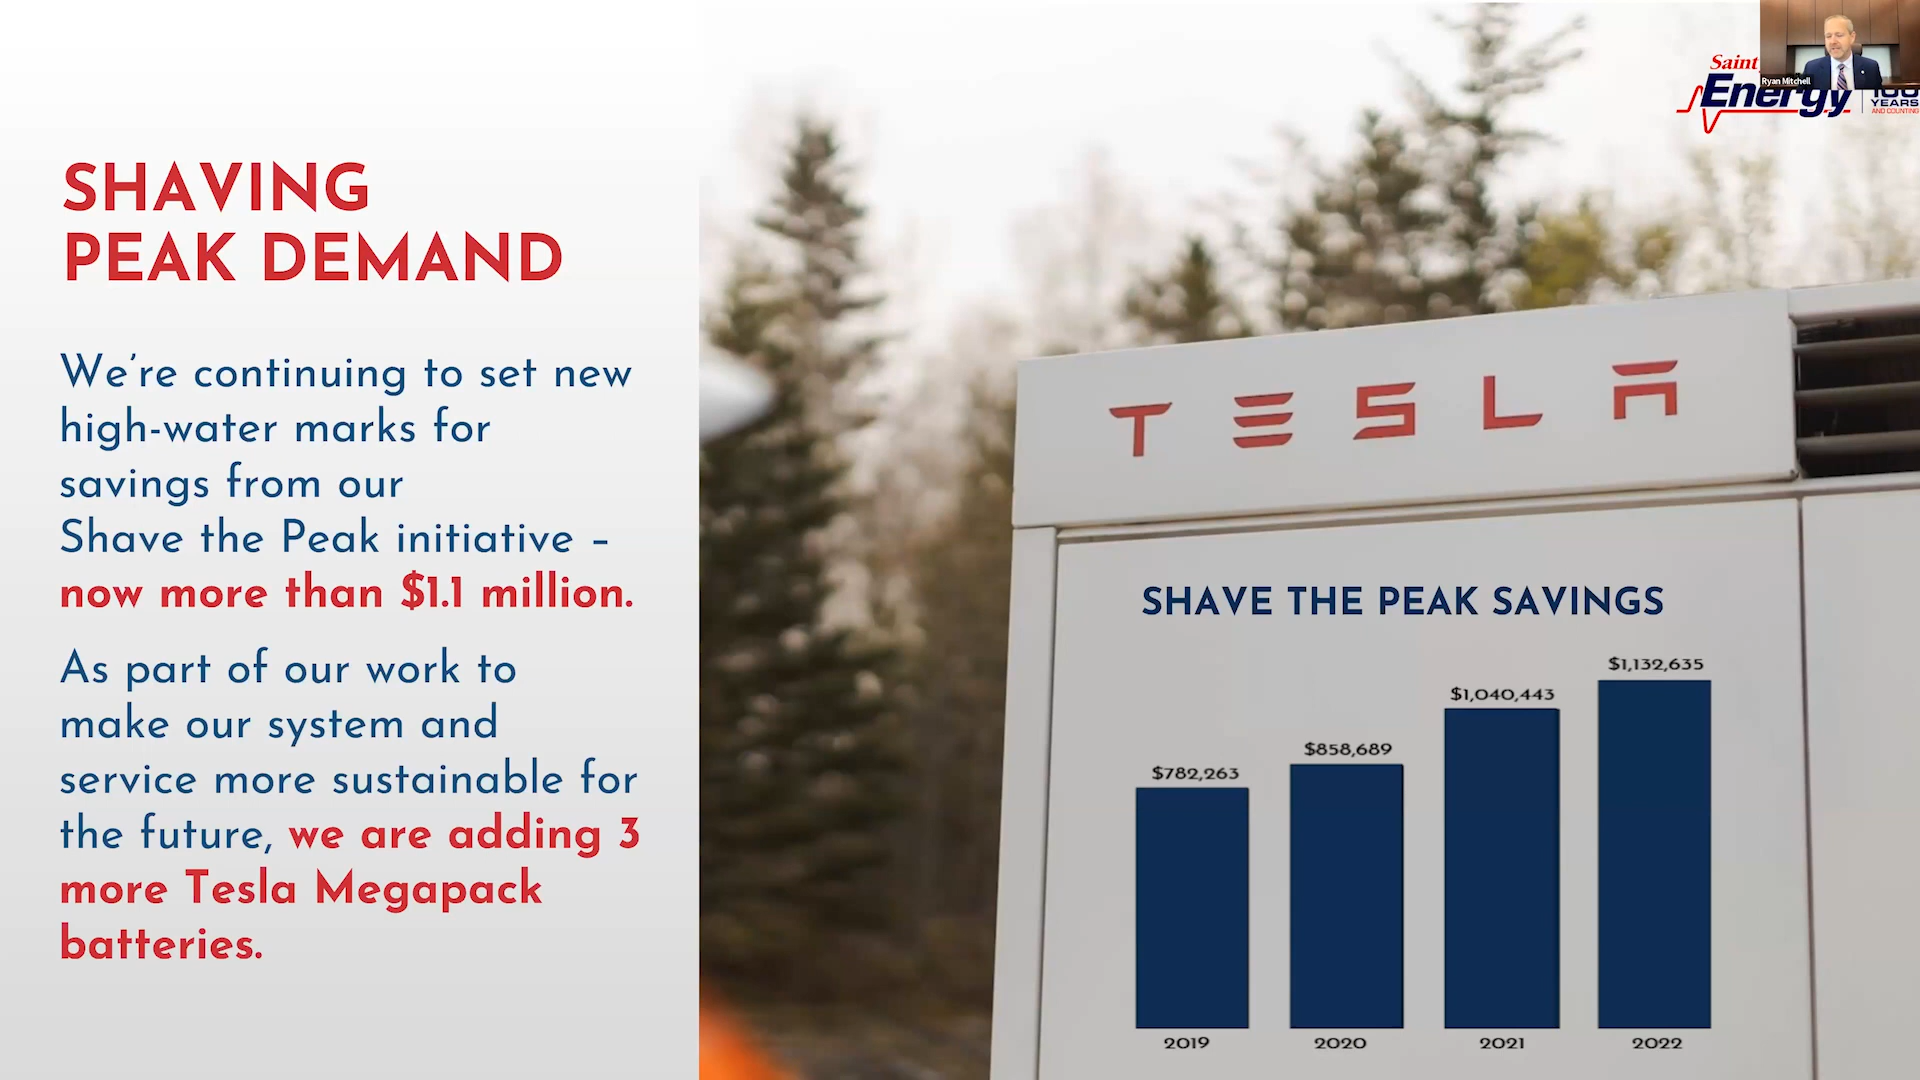 SHAVING
PEAK DEMAND
We're continuing to set new
high-water marks for
savings from our
Shave the Peak initiative –
now more than $1.1 million.
As part of our work to
make our system and
service more sustainable for
the future, we are adding 3
more Tesla Megapack
batteries.
Saint
Energy
100
YEARS
AND COUNTING
Ryan Mitchell
TESLA
SHAVE THE PEAK SAVINGS
$782,263
$858,689
$1,040,443
$1,132,635
2019
2020
2021
2022